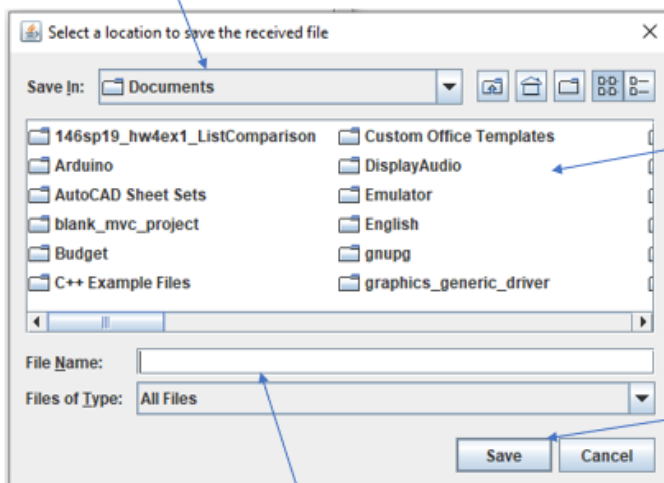 Select a location to save the received file
Save In: Documents
146sp19_hw4ex1_ListComparison Custom Office Templates
Arduino DisplayAudio
AutoCAD Sheet Sets Emulator
blank_mvc_project English
Budget gnupg
C++ Example Files graphics_generic_driver
File Name:
Files of Type: All Files
Save Cancel